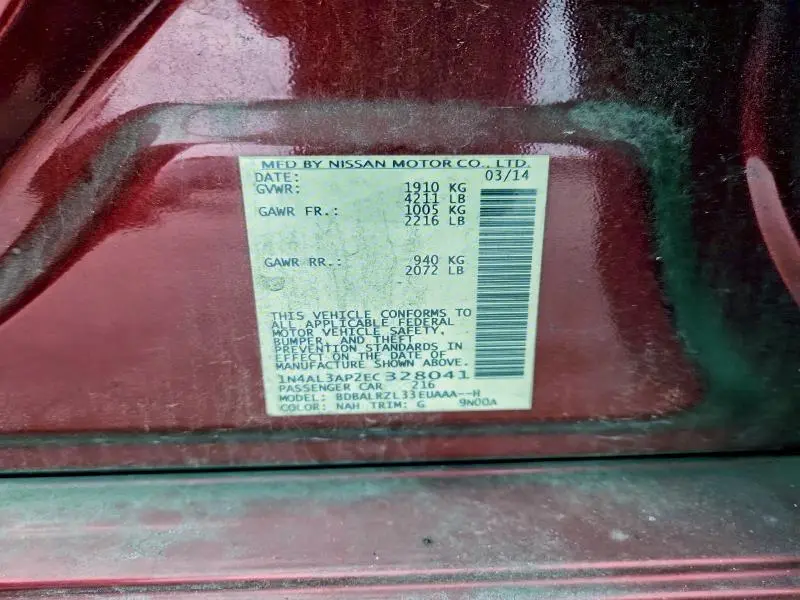 MFD BY NISSAN MOTOR CO., LTD.
DATE: 03/14
GVWR: 1910 KG
4211 LB
GAWR FR.: 1005 KG
2216 LB
GAWR RR.: 940 KG
2072 LB
THIS VEHICLE CONFORMS TO
ALL APPLICABLE FEDERAL
MOTOR VEHICLE SAFETY,
BUMPER, AND THEFT
PREVENTION STANDARDS IN
EFFECT ON THE DATE OF
MANUFACTURE SHOWN ABOVE.
1N4AL3AP2EC328041
PASSENGER CAR 216
MODEL: BDBALRZL33EUAAA--H
COLOR: NAH TRIM: G 9N00A